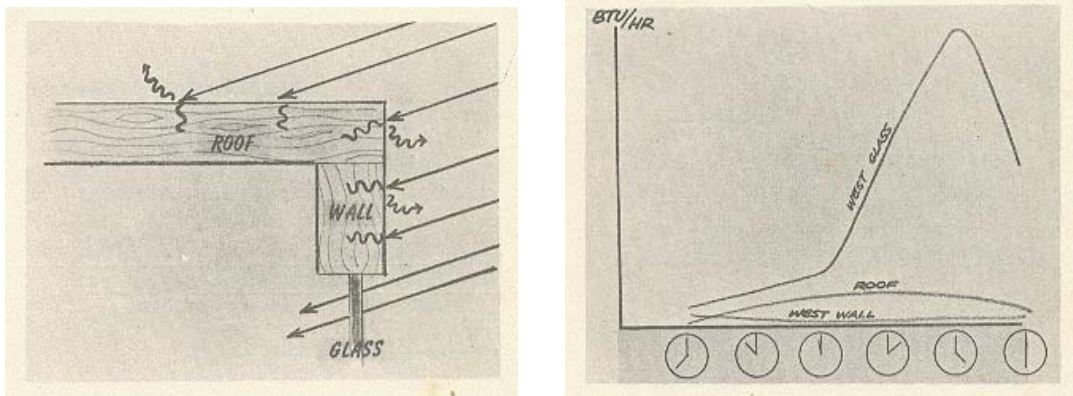 ROOF
WALL
GLASS
BTU/HR
WEST GLASS
ROOF
WEST WALL